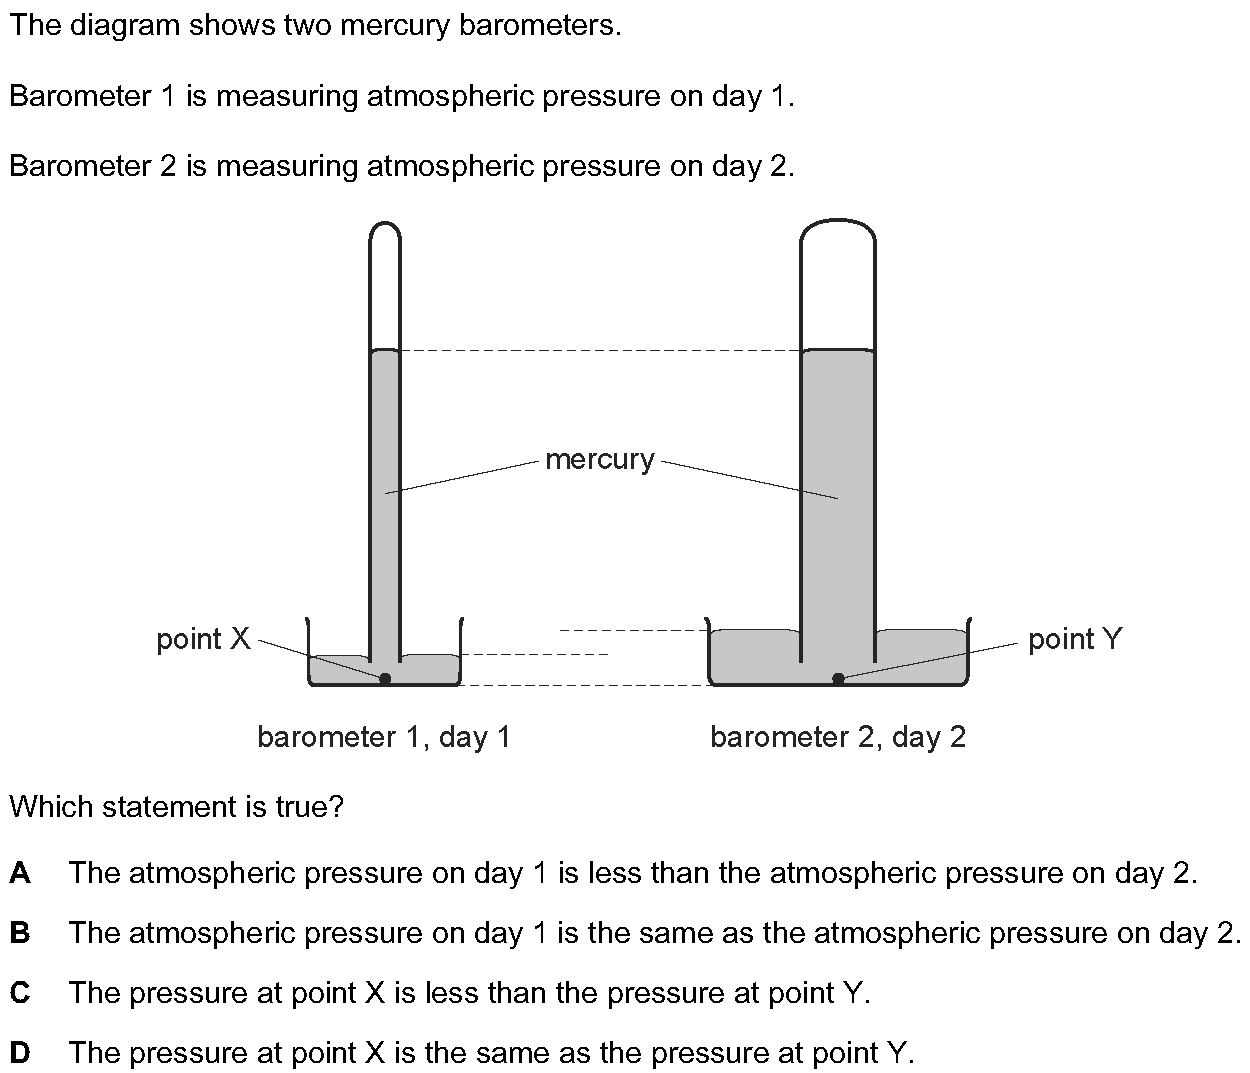 The diagram shows two mercury barometers.
Barometer 1 is measuring atmospheric pressure on day 1.
Barometer 2 is measuring atmospheric pressure on day 2.
mercury
point X
point Y
barometer 1, day 1
barometer 2, day 2
Which statement is true?
A The atmospheric pressure on day 1 is less than the atmospheric pressure on day 2.
B The atmospheric pressure on day 1 is the same as the atmospheric pressure on day 2.
C The pressure at point X is less than the pressure at point Y.
D The pressure at point X is the same as the pressure at point Y.